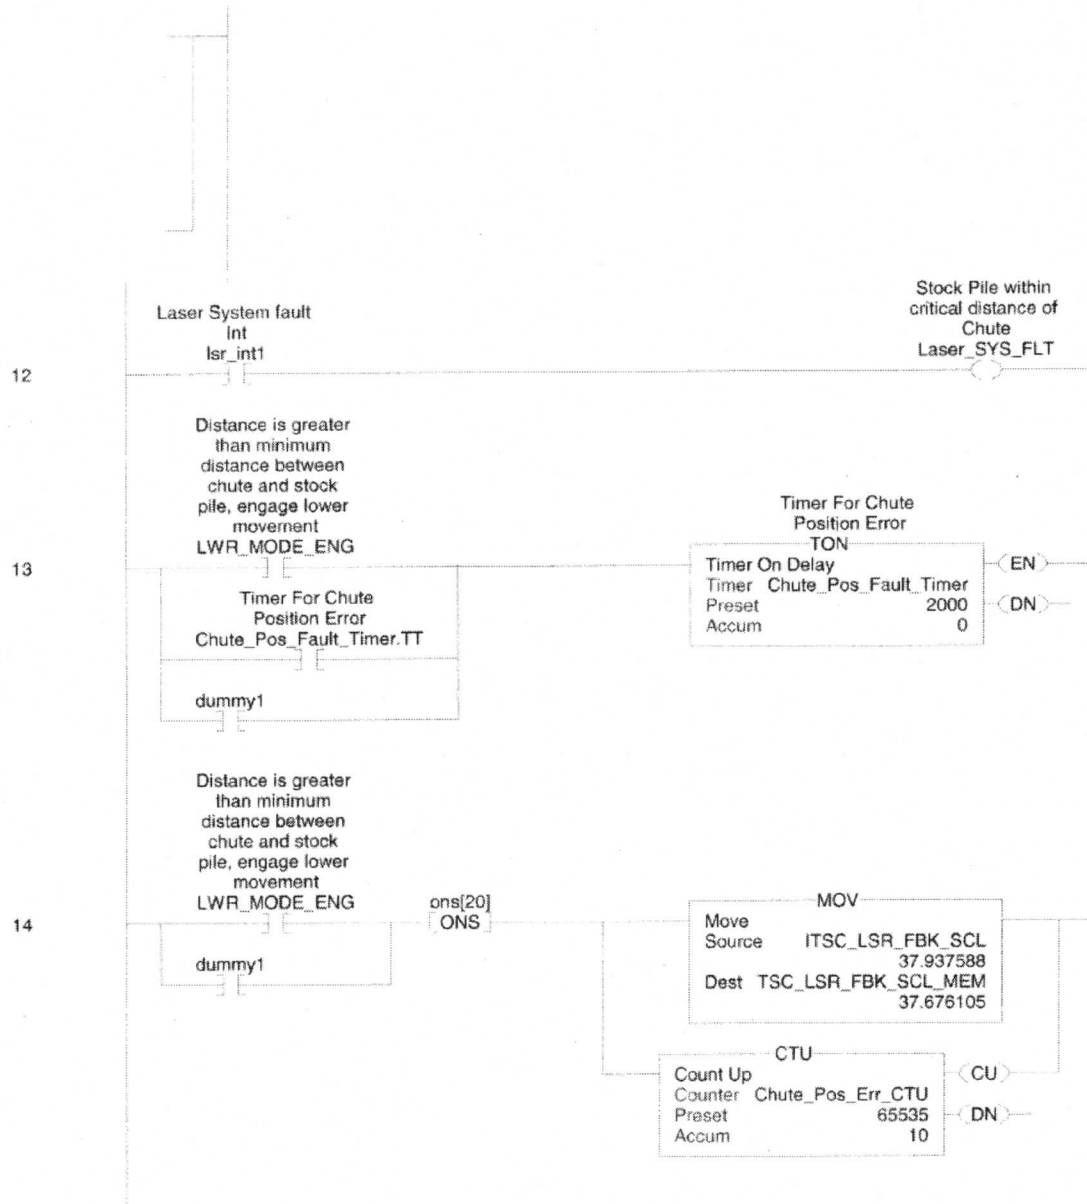 Laser System fault
Int
lsr_int1
Stock Pile within
critical distance of
Chute
Laser_SYS_FLT
12
Distance is greater
than minimum
distance between
chute and stock
pile, engage lower
movement
LWR_MODE_ENG
Timer For Chute
Position Error
TON
13
Timer On Delay
EN
Timer Chute_Pos_Fault_Timer
Preset 2000
DN
Accum 0
Timer For Chute
Position Error
Chute_Pos_Fault_Timer.TT
dummy1
Distance is greater
than minimum
distance between
chute and stock
pile, engage lower
movement
LWR_MODE_ENG
ons[20]
ONS
14
MOV
Move
Source ITSC_LSR_FBK_SCL
37.937588
Dest TSC_LSR_FBK_SCL_MEM
37.676105
dummy1
CTU
Count Up
CU
Counter Chute_Pos_Err_CTU
Preset 65535
DN
Accum 10